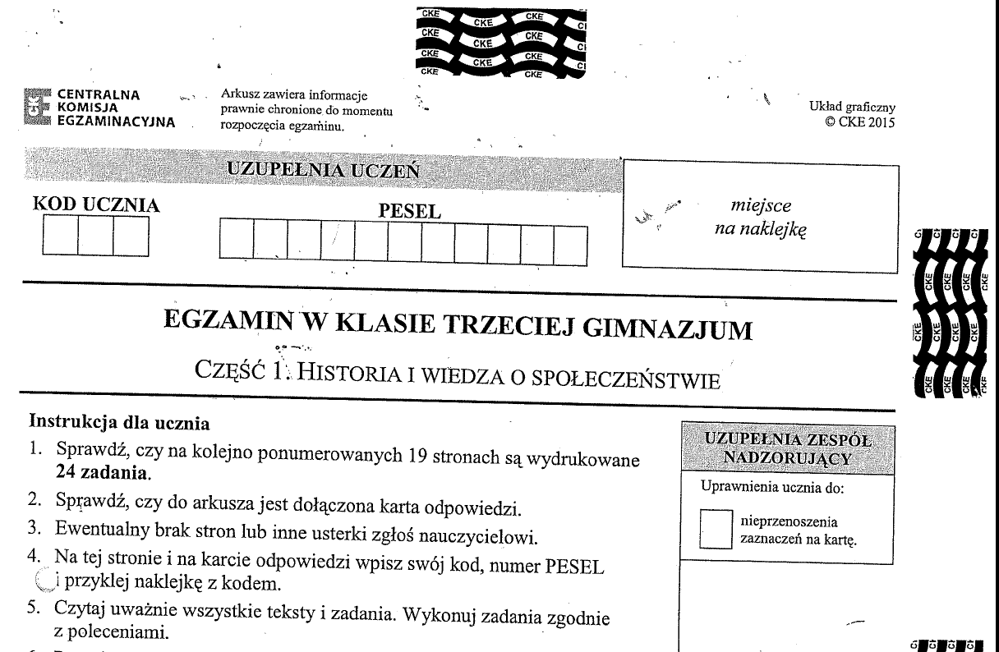 CKE CKE CKE
CKE CKE CKE
CKE CKE CKE
CKE CKE
CENTRALNA
KOMISJA
EGZAMINACYJNA
Arkusz zawiera informacje
prawnie chronione do momentu
rozpoczęcia egzaminu.
Układ graficzny
© CKE 2015
UZUPEŁNIA UCZEŃ
KOD UCZNIA
PESEL
miejsce
na naklejkę
EGZAMIN W KLASIE TRZECIEJ GIMNAZJUM
CZĘŚĆ 1. HISTORIA I WIEDZA O SPOŁECZEŃSTWIE
Instrukcja dla ucznia
1. Sprawdź, czy na kolejno ponumerowanych 19 stronach są wydrukowane
24 zadania.
2. Sprawdź, czy do arkusza jest dołączona karta odpowiedzi.
3. Ewentualny brak stron lub inne usterki zgłoś nauczycielowi.
4. Na tej stronie i na karcie odpowiedzi wpisz swój kod, numer PESEL
i przyklej naklejkę z kodem.
5. Czytaj uważnie wszystkie teksty i zadania. Wykonuj zadania zgodnie
z poleceniami.
UZUPEŁNIA ZESPÓŁ
NADZORUJĄCY
Uprawnienia ucznia do:
nieprzenoszenia
zaznaczeń na kartę.
CKE CKE CKE CKE
CKE CKE CKE CKE